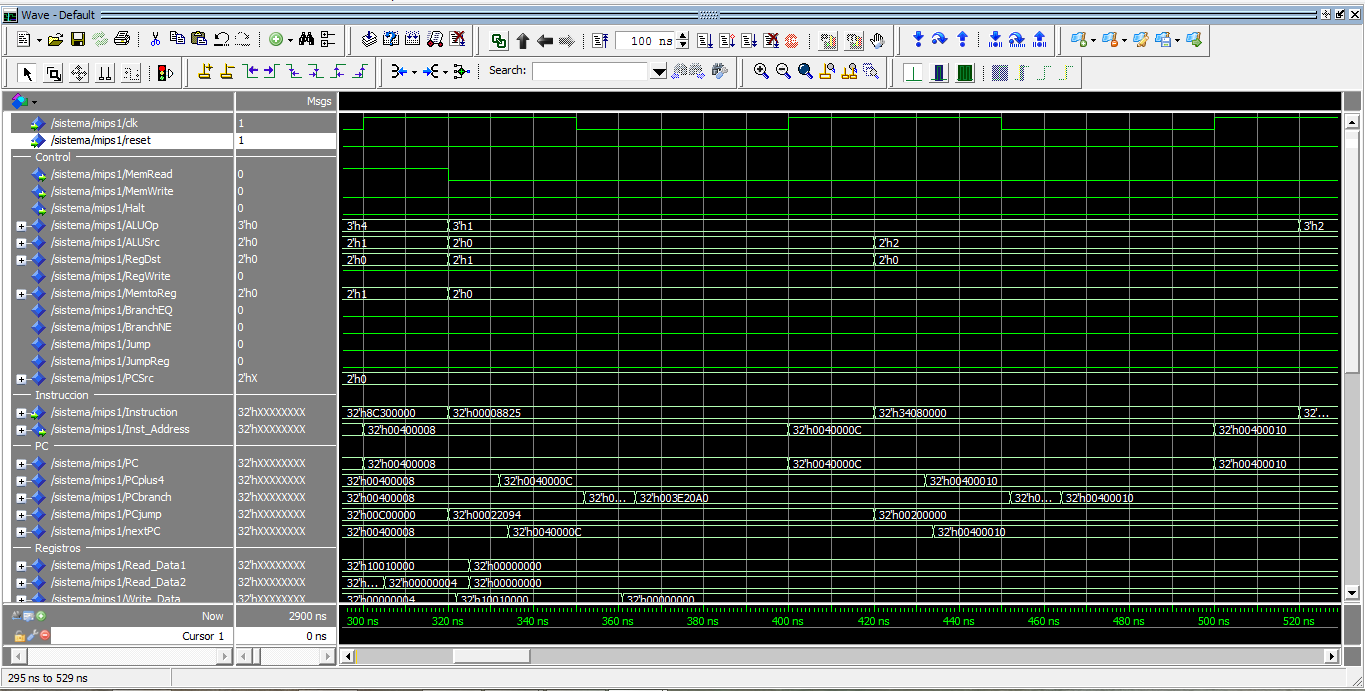 Wave - Default
100 ns
Search:
Msgs
/sistema/mips1/clk 1
/sistema/mips1/reset 1
Control
/sistema/mips1/MemRead 0
/sistema/mips1/MemWrite 0
/sistema/mips1/Halt 0
/sistema/mips1/ALUOp 3'h0 3'h4 3'h1 3'h2
/sistema/mips1/ALUSrc 2'h0 2'h1 2'h0 2'h2
/sistema/mips1/RegDst 2'h0 2'h0 2'h1 2'h0
/sistema/mips1/RegWrite 0
/sistema/mips1/MemtoReg 2'h0 2'h1 2'h0
/sistema/mips1/BranchEQ 0
/sistema/mips1/BranchNE 0
/sistema/mips1/Jump 0
/sistema/mips1/JumpReg 0
/sistema/mips1/PCSrc 2'hX 2'h0
Instruccion
/sistema/mips1/Instruction 32'hXXXXXXXX 32'h8C300000 32'h00008825 32'h34080000 32'...
/sistema/mips1/Inst_Address 32'hXXXXXXXX 32'h00400008 32'h0040000C 32'h00400010
PC
/sistema/mips1/PC 32'hXXXXXXXX 32'h00400008 32'h0040000C 32'h00400010
/sistema/mips1/PCplus4 32'hXXXXXXXX 32'h00400008 32'h0040000C 32'h00400010
/sistema/mips1/PCbranch 32'hXXXXXXXX 32'h00400008 32'h0... 32'h003E20A0 32'h0... 32'h00400010
/sistema/mips1/PCjump 32'hXXXXXXXX 32'h00C00000 32'h00022094 32'h00200000
/sistema/mips1/nextPC 32'hXXXXXXXX 32'h00400008 32'h0040000C 32'h00400010
Registros
/sistema/mips1/Read_Data1 32'hXXXXXXXX 32'h10010000 32'h00000000
/sistema/mips1/Read_Data2 32'hXXXXXXXX 32'h... 32'h00000004 32'h00000000
/sistema/mips1/Write_Data 32'hXXXXXXXX 32'h00000004 32'h10010000 32'h00000000
Now 2900 ns 300 ns 320 ns 340 ns 360 ns 380 ns 400 ns 420 ns 440 ns 460 ns 480 ns 500 ns 520 ns
Cursor 1 0 ns
295 ns to 529 ns